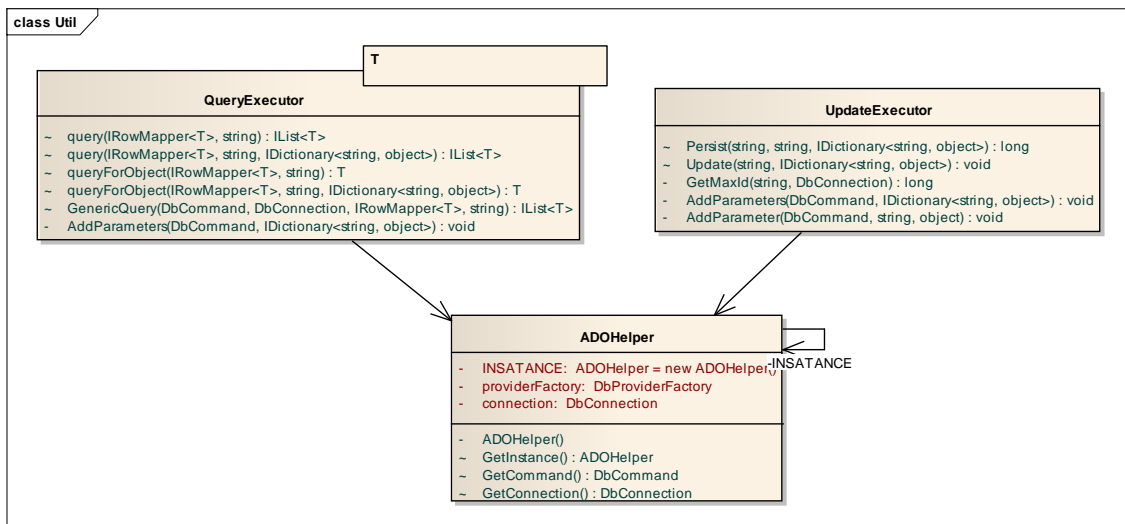 class Util
T
QueryExecutor
~ query(IRowMapper<T>, string) : IList<T>
~ query(IRowMapper<T>, string, IDictionary<string, object>) : IList<T>
~ queryForObject(IRowMapper<T>, string) : T
~ queryForObject(IRowMapper<T>, string, IDictionary<string, object>) : T
~ GenericQuery(DbCommand, DbConnection, IRowMapper<T>, string) : IList<T>
- AddParameters(DbCommand, IDictionary<string, object>) : void
UpdateExecutor
~ Persist(string, string, IDictionary<string, object>) : long
~ Update(string, IDictionary<string, object>) : void
- GetMaxId(string, DbConnection) : long
- AddParameters(DbCommand, IDictionary<string, object>) : void
- AddParameter(DbCommand, string, object) : void
ADOHelper
- INSATANCE: ADOHelper = new ADOHelper()
- providerFactory: DbProviderFactory
- connection: DbConnection
- ADOHelper()
~ GetInstance() : ADOHelper
~ GetCommand() : DbCommand
~ GetConnection() : DbConnection
-INSATANCE